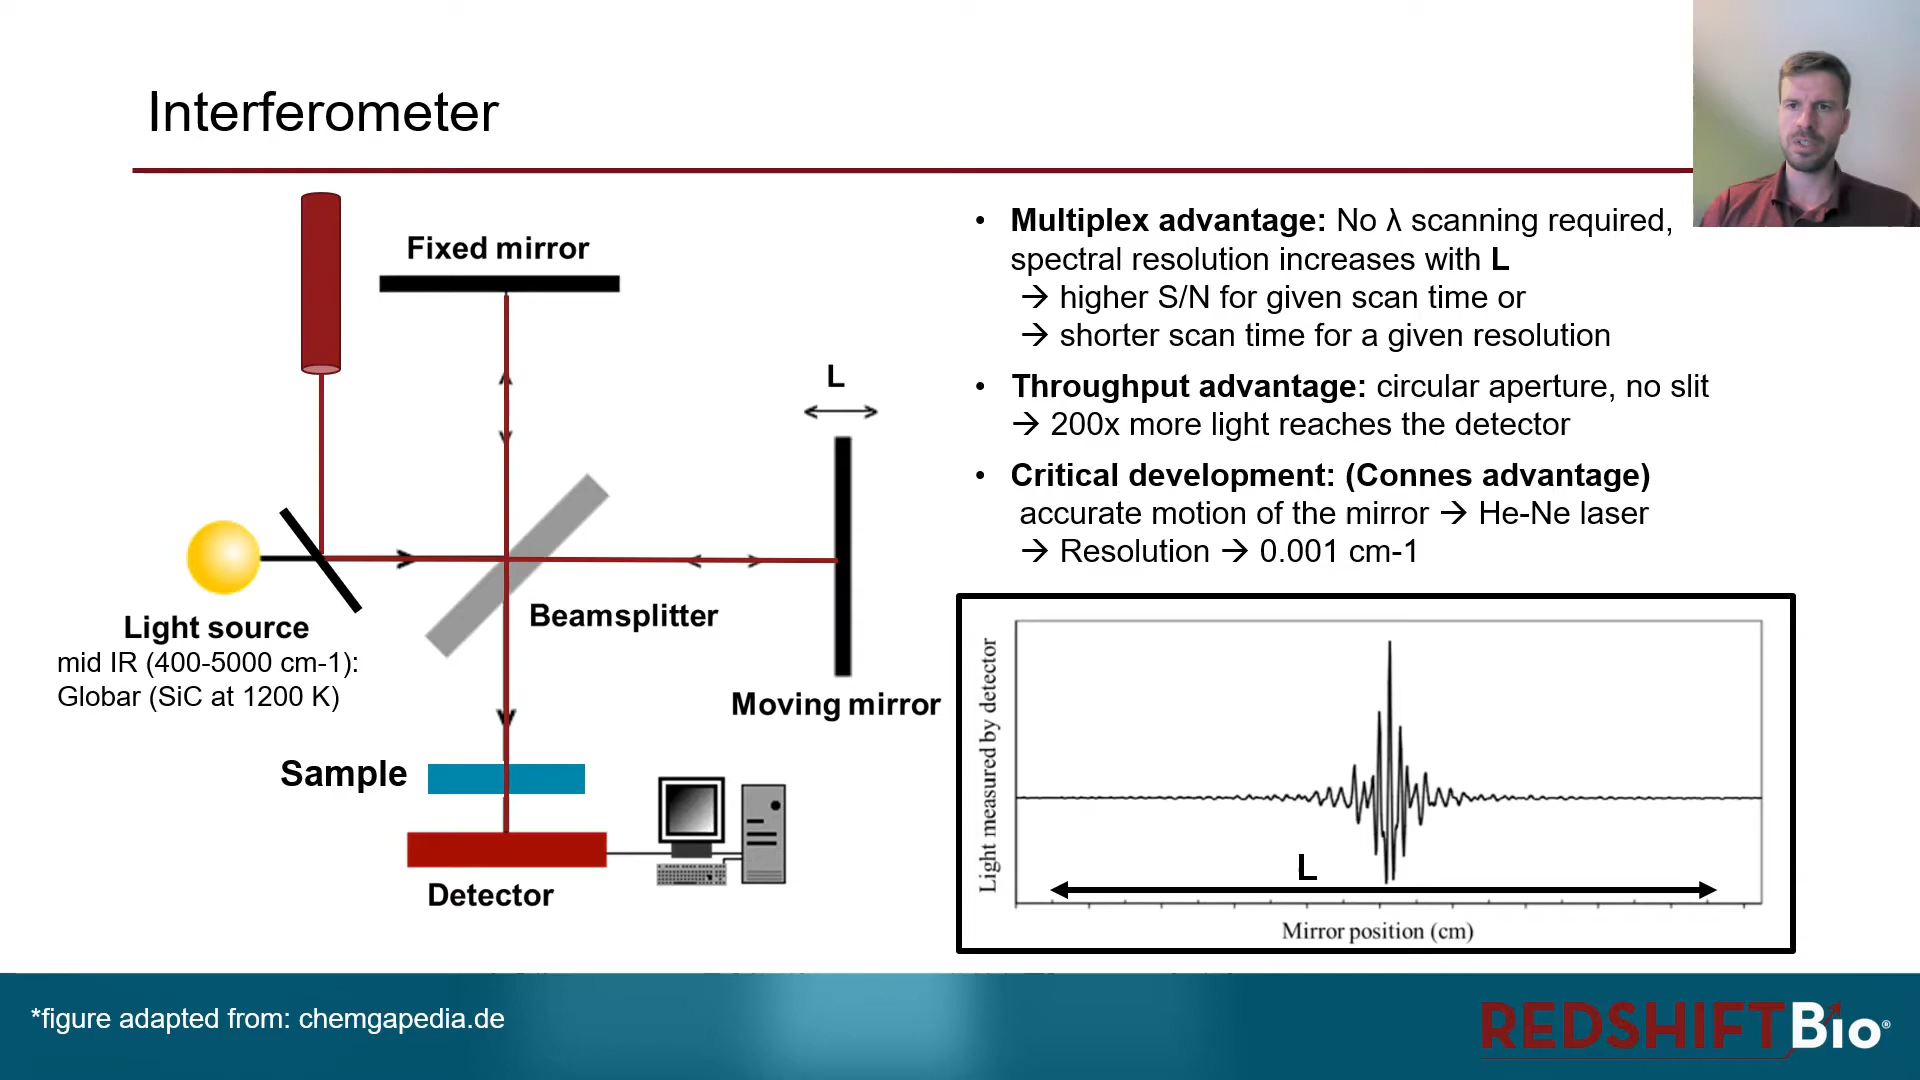 Interferometer
Fixed mirror
L
Light source
mid IR (400-5000 cm-1):
Globar (SiC at 1200 K)
Beamsplitter
Moving mirror
Sample
Detector
• Multiplex advantage: No λ scanning required,
spectral resolution increases with L
→ higher S/N for given scan time or
→ shorter scan time for a given resolution
• Throughput advantage: circular aperture, no slit
→ 200x more light reaches the detector
• Critical development: (Connes advantage)
accurate motion of the mirror → He-Ne laser
→ Resolution → 0.001 cm-1
Light measured by detector
L
Mirror position (cm)
*figure adapted from: chemgapedia.de
REDSHIFTBio®